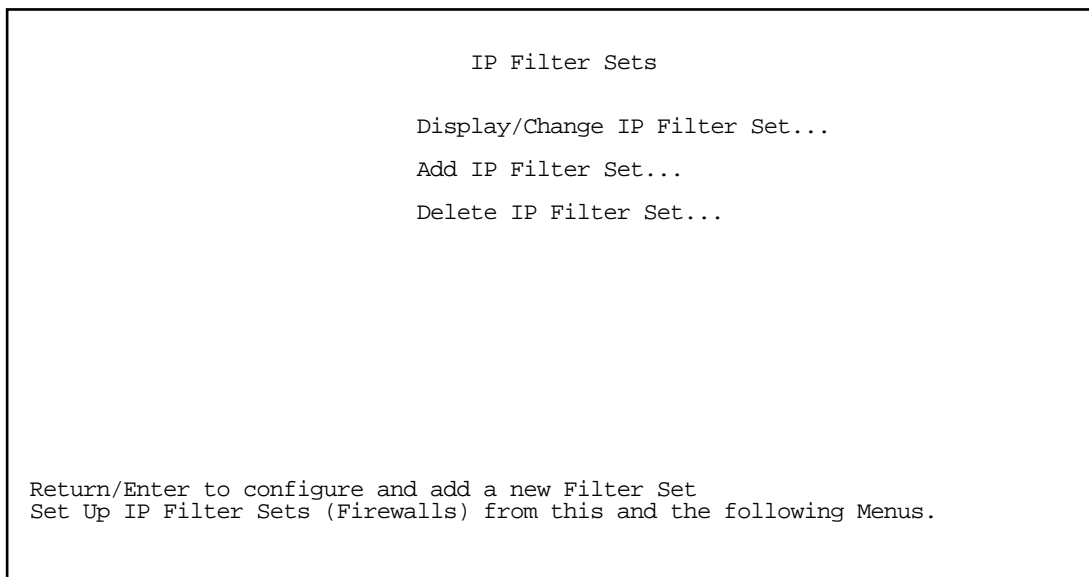 IP Filter Sets
Display/Change IP Filter Set...
Add IP Filter Set...
Delete IP Filter Set...
Return/Enter to configure and add a new Filter Set
Set Up IP Filter Sets (Firewalls) from this and the following Menus.